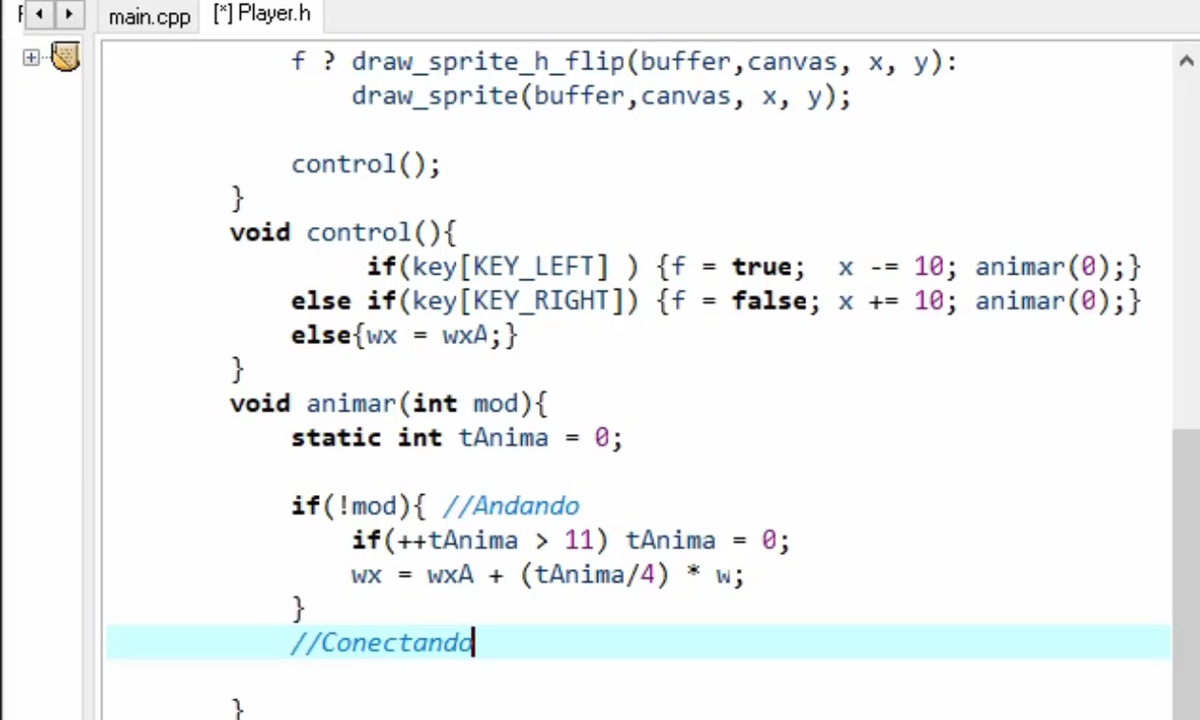 main.cpp [*] Player.h
f ? draw_sprite_h_flip(buffer,canvas, x, y):
draw_sprite(buffer,canvas, x, y);
control();
}
void control(){
if(key[KEY_LEFT] ) {f = true;  x -= 10; animar(0);}
else if(key[KEY_RIGHT]) {f = false; x += 10; animar(0);}
else{wx = wxA;}
}
void animar(int mod){
static int tAnima = 0;
if(!mod){ //Andando
if(++tAnima > 11) tAnima = 0;
wx = wxA + (tAnima/4) * w;
}
//Conectando
}